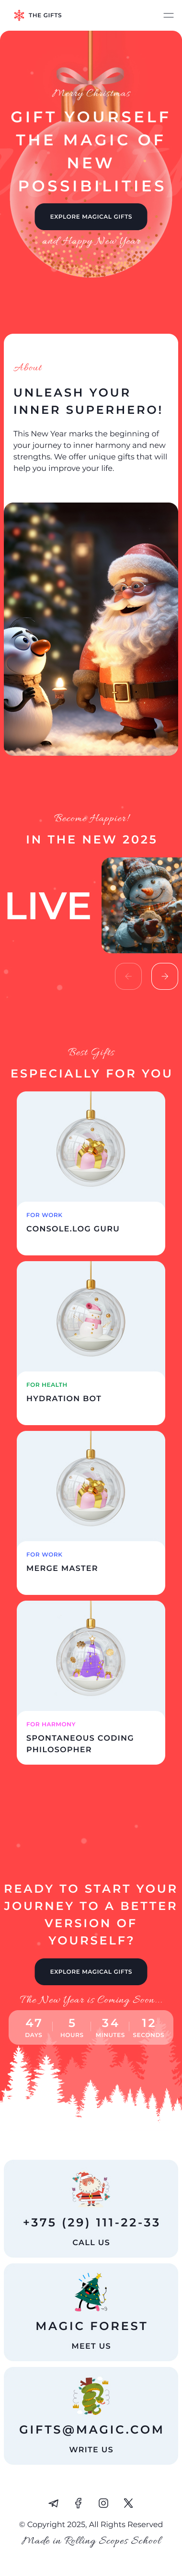 THE GIFTS
Merry Christmas
GIFT YOURSELF
THE MAGIC OF
NEW
POSSIBILITIES
EXPLORE MAGICAL GIFTS
and Happy New Year
About
UNLEASH YOUR
INNER SUPERHERO!
This New Year marks the beginning of
your journey to inner harmony and new
strengths. We offer unique gifts that will
help you improve your life.
Become Happier!
IN THE NEW 2025
LIVE
Best Gifts
ESPECIALLY FOR YOU
FOR WORK
CONSOLE.LOG GURU
FOR HEALTH
HYDRATION BOT
FOR WORK
MERGE MASTER
FOR HARMONY
SPONTANEOUS CODING
PHILOSOPHER
READY TO START YOUR
JOURNEY TO A BETTER
VERSION OF
YOURSELF?
EXPLORE MAGICAL GIFTS
The New Year is Coming Soon...
47 5 34 12
DAYS HOURS MINUTES SECONDS
+375 (29) 111-22-33
CALL US
MAGIC FOREST
MEET US
GIFTS@MAGIC.COM
WRITE US
© Copyright 2025, All Rights Reserved
Made in Rolling Scopes School